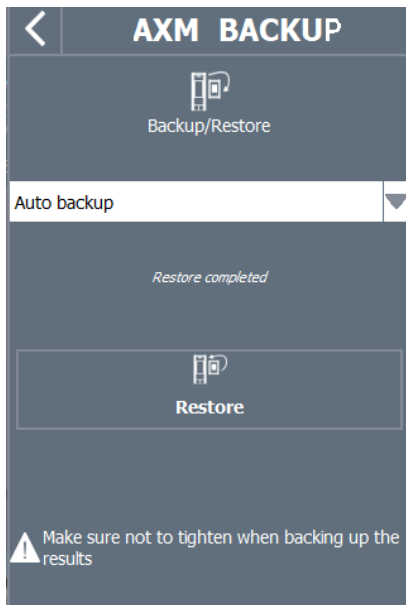 AXM BACKUP
Backup/Restore
Auto backup
Restore completed
Restore
Make sure not to tighten when backing up the
results